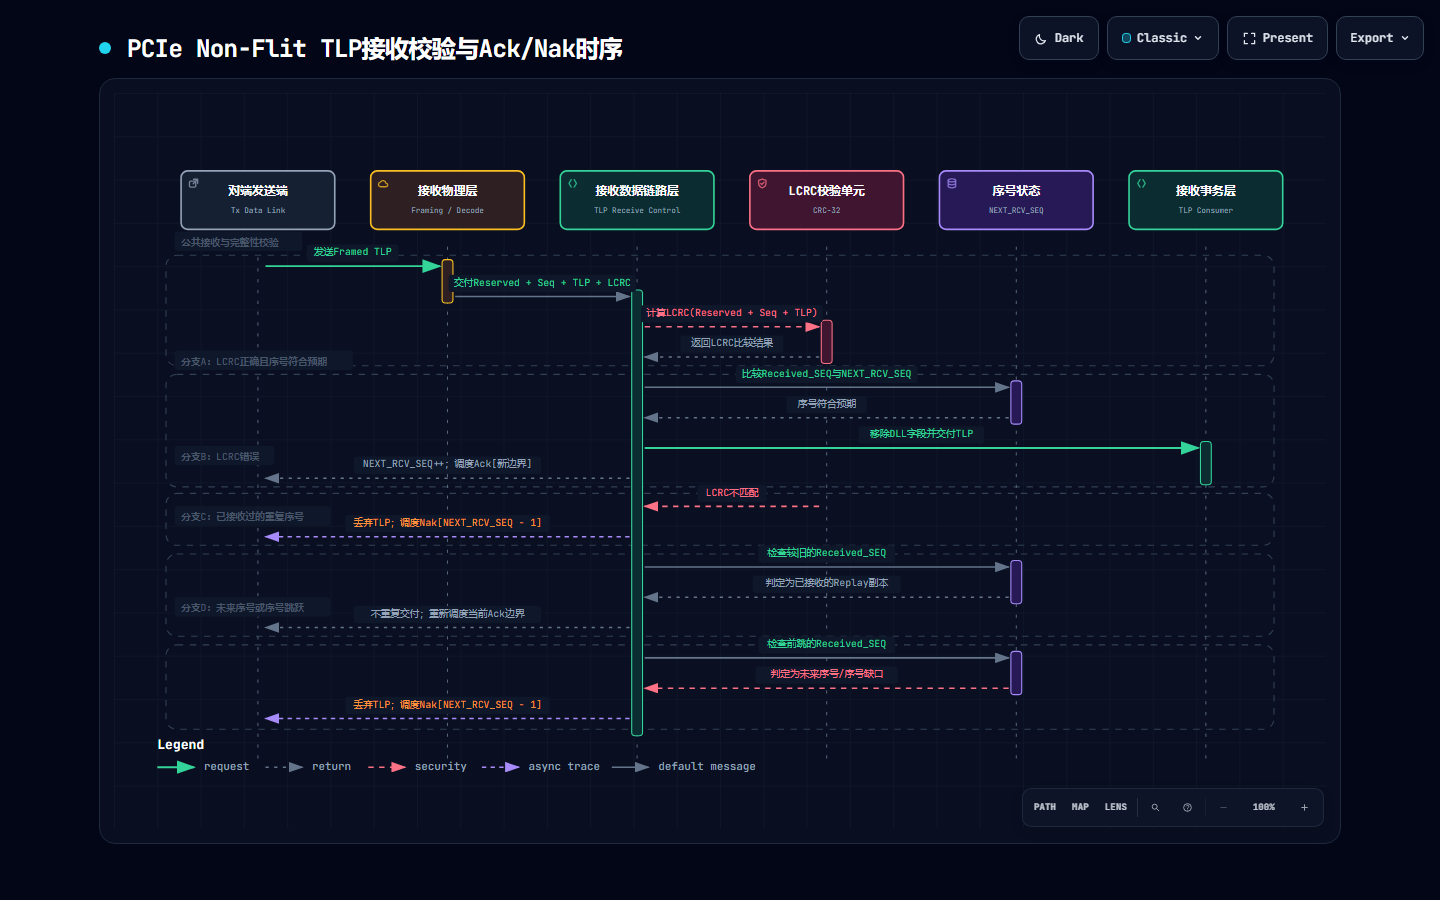 PCIe Non-Flit TLP接收校验与Ack/Nak时序
Dark
Classic
Present
Export
对端发送端
Tx Data Link
接收物理层
Framing / Decode
接收数据链路层
TLP Receive Control
LCRC校验单元
CRC-32
序号状态
NEXT_RCV_SEQ
接收事务层
TLP Consumer
公共接收与完整性校验
发送Framed TLP
交付Reserved + Seq + TLP + LCRC
计算LCRC(Reserved + Seq + TLP)
返回LCRC比较结果
分支A: LCRC正确且序号符合预期
比较Received_SEQ与NEXT_RCV_SEQ
序号符合预期
移除DLL字段并交付TLP
分支B: LCRC错误
NEXT_RCV_SEQ++; 调度Ack[新边界]
LCRC不匹配
分支C: 已接收过的重复序号
丢弃TLP; 调度Nak[NEXT_RCV_SEQ - 1]
检查较旧的Received_SEQ
判定为已接收的Replay副本
分支D: 未来序号或序号跳跃
不重复交付; 重新调度当前Ack边界
检查前跳的Received_SEQ
判定为未来序号/序号缺口
丢弃TLP; 调度Nak[NEXT_RCV_SEQ - 1]
Legend
request
return
security
async trace
default message
PATH
MAP
LENS
100%